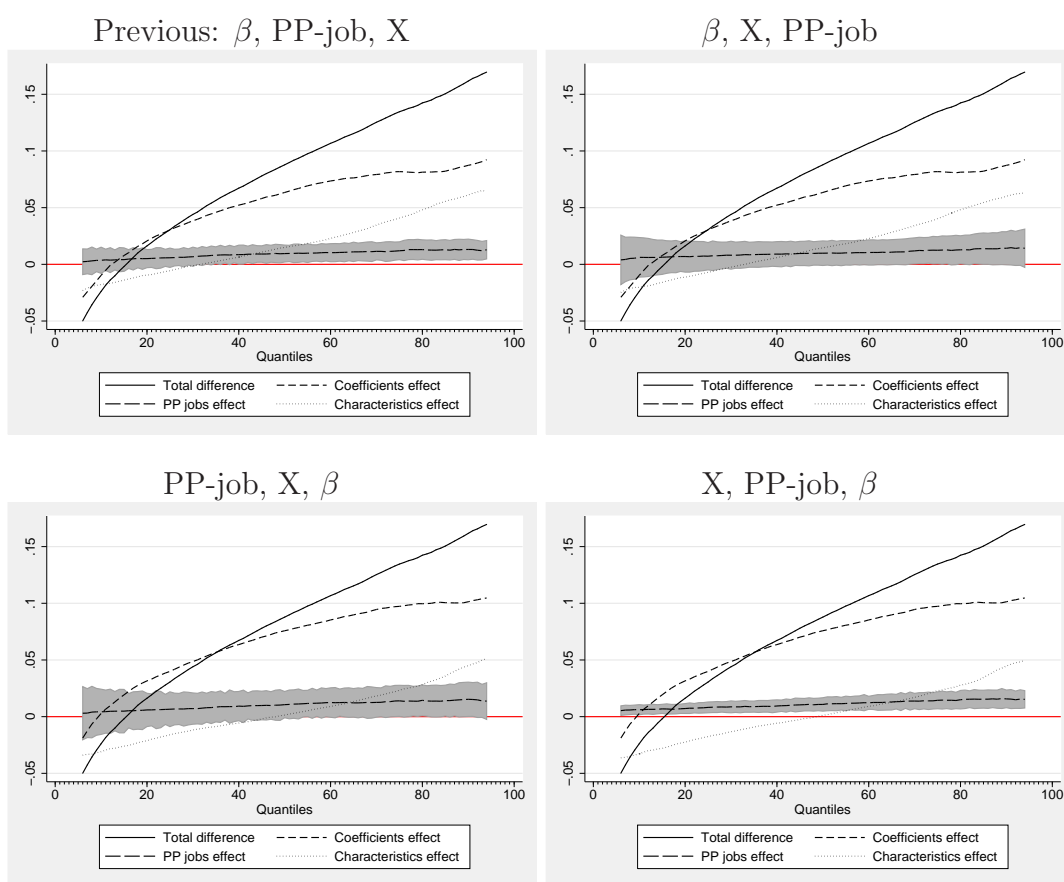 Previous: β, PP-job, X
.15
.1
.05
0
-.05
0 20 40 60 80 100
Quantiles
Total difference Coefficients effect
PP jobs effect Characteristics effect
β, X, PP-job
.15
.1
.05
0
-.05
0 20 40 60 80 100
Quantiles
Total difference Coefficients effect
PP jobs effect Characteristics effect
PP-job, X, β
.15
.1
.05
0
-.05
0 20 40 60 80 100
Quantiles
Total difference Coefficients effect
PP jobs effect Characteristics effect
X, PP-job, β
.15
.1
.05
0
-.05
0 20 40 60 80 100
Quantiles
Total difference Coefficients effect
PP jobs effect Characteristics effect